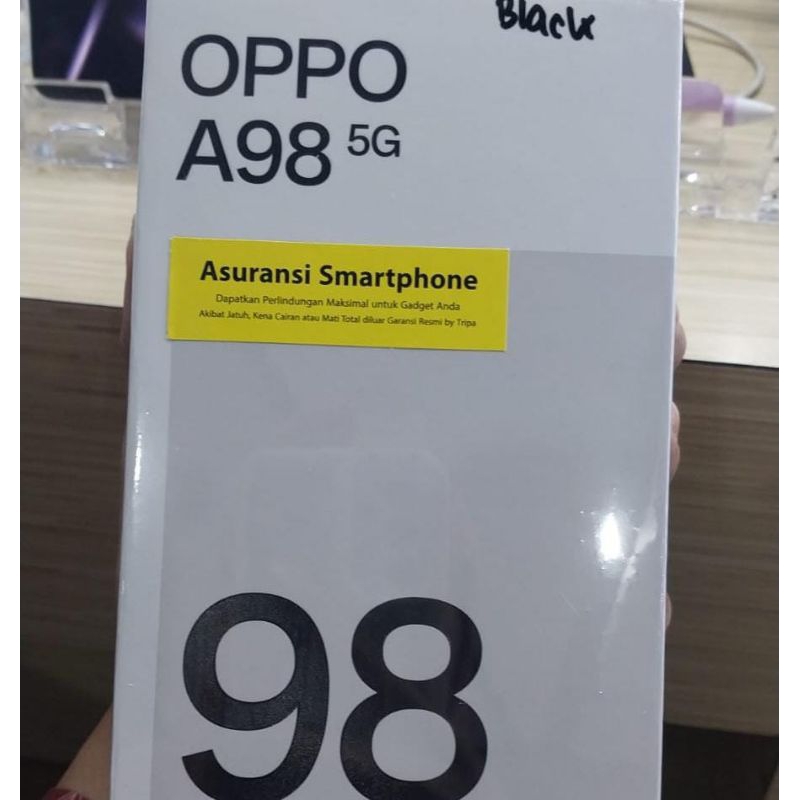 Black
OPPO
A98 5G
Asuransi Smartphone
Dapatkan Perlindungan Maksimal untuk Gadget Anda
Akibat Jatuh, Kena Cairan atau Mati Total diluar Garansi Resmi by Tripa
98